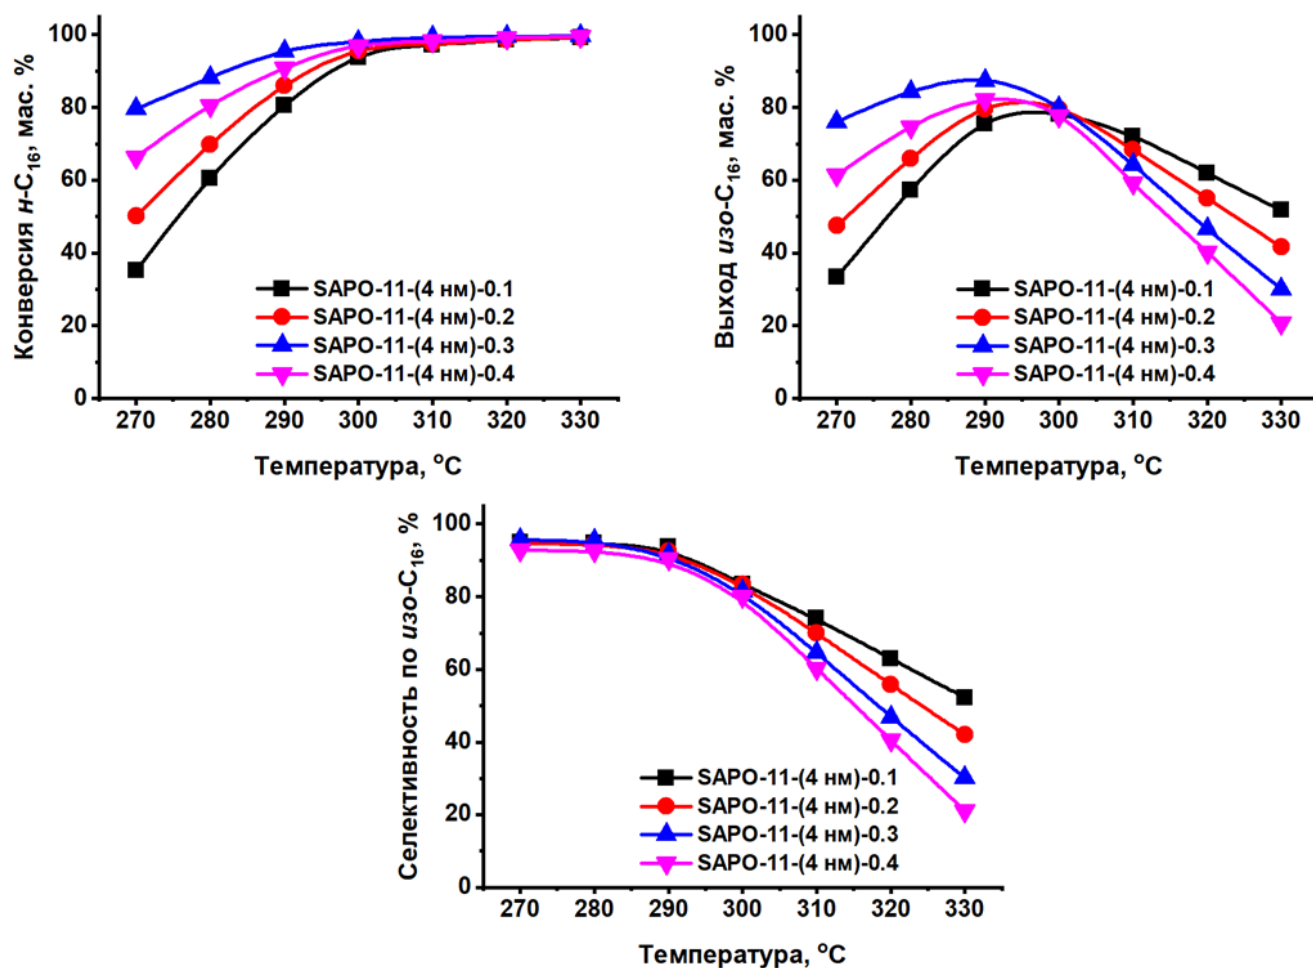 Конверсия н-C16, мас. %
100
80
60
40
20
0
SAPO-11-(4 нм)-0.1
SAPO-11-(4 нм)-0.2
SAPO-11-(4 нм)-0.3
SAPO-11-(4 нм)-0.4
270 280 290 300 310 320 330
Температура, °C
Выход изо-C16, мас. %
100
80
60
40
20
0
SAPO-11-(4 нм)-0.1
SAPO-11-(4 нм)-0.2
SAPO-11-(4 нм)-0.3
SAPO-11-(4 нм)-0.4
270 280 290 300 310 320 330
Температура, °C
Селективность по изо-C16, %
100
80
60
40
20
0
SAPO-11-(4 нм)-0.1
SAPO-11-(4 нм)-0.2
SAPO-11-(4 нм)-0.3
SAPO-11-(4 нм)-0.4
270 280 290 300 310 320 330
Температура, °C